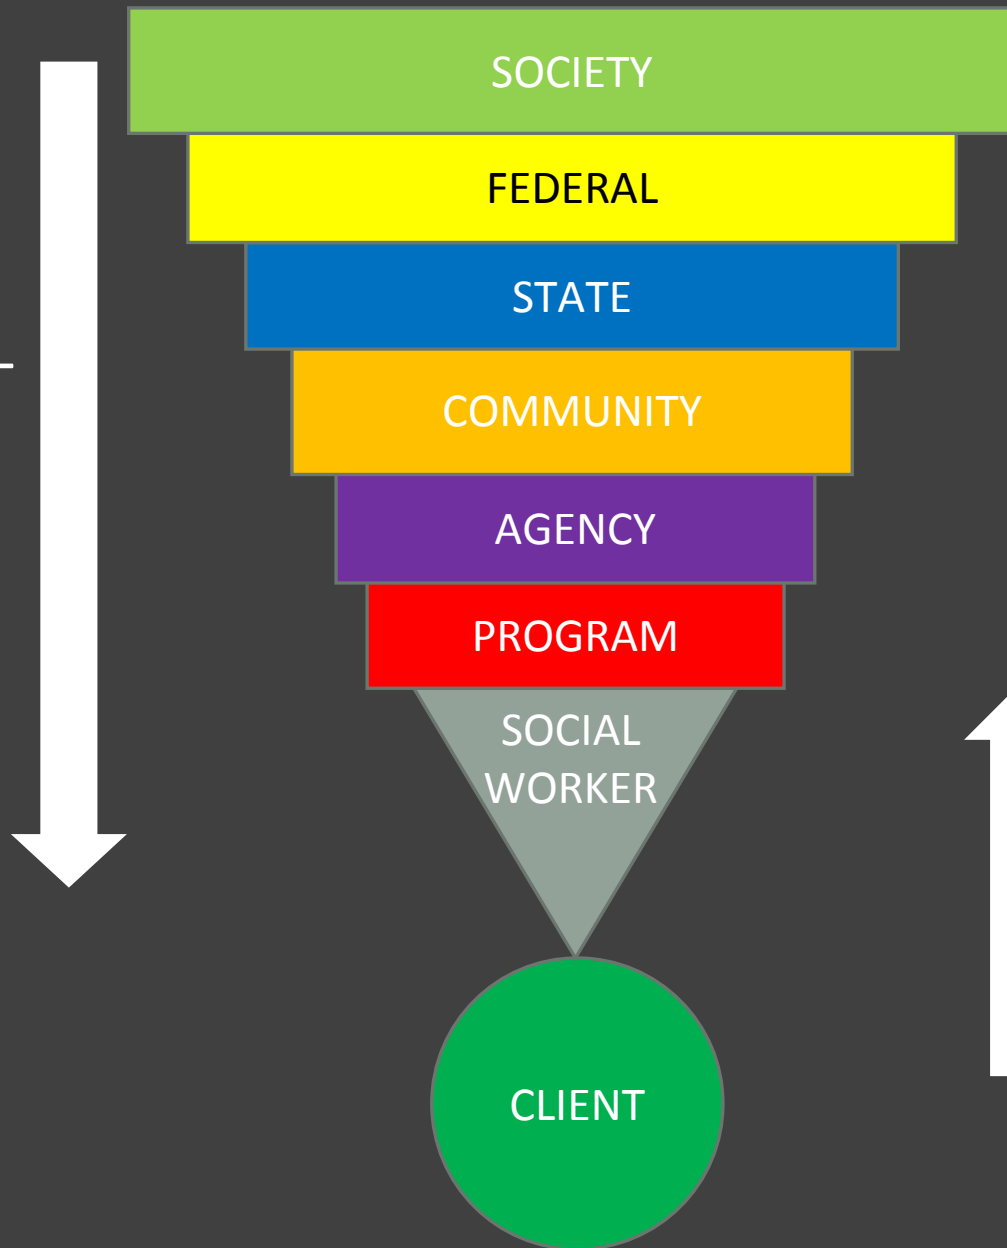 SOCIETY
FEDERAL
STATE
COMMUNITY
AGENCY
PROGRAM
SOCIAL
WORKER
CLIENT